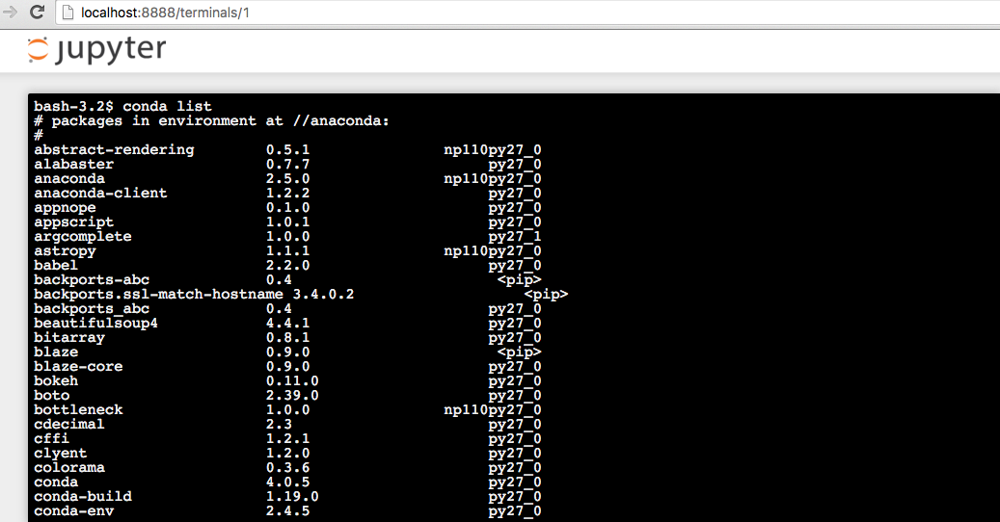 localhost:8888/terminals/1
jupyter
bash-3.2$ conda list
# packages in environment at //anaconda:
#
abstract-rendering        0.5.1               np110py27_0
alabaster                 0.7.7                    py27_0
anaconda                  2.5.0               np110py27_0
anaconda-client           1.2.2                    py27_0
appnope                   0.1.0                    py27_0
appscript                 1.0.1                    py27_0
argcomplete               1.0.0                    py27_1
astropy                   1.1.1               np110py27_0
babel                     2.2.0                    py27_0
backports-abc             0.4                       <pip>
backports.ssl-match-hostname 3.4.0.2                   <pip>
backports_abc             0.4                      py27_0
beautifulsoup4            4.4.1                    py27_0
bitarray                  0.8.1                    py27_0
blaze                     0.9.0                     <pip>
blaze-core                0.9.0                    py27_0
bokeh                     0.11.0                   py27_0
boto                      2.39.0                   py27_0
bottleneck                1.0.0               np110py27_0
cdecimal                  2.3                      py27_0
cffi                      1.2.1                    py27_0
clyent                    1.2.0                    py27_0
colorama                  0.3.6                    py27_0
conda                     4.0.5                    py27_0
conda-build               1.19.0                   py27_0
conda-env                 2.4.5                    py27_0